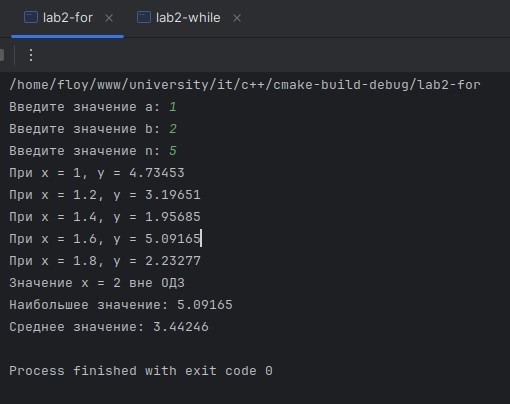 lab2-for
lab2-while
/home/floy/www/university/it/c++/cmake-build-debug/lab2-for
Введите значение a: 1
Введите значение b: 2
Введите значение n: 5
При x = 1, y = 4.73453
При x = 1.2, y = 3.19651
При x = 1.4, y = 1.95685
При x = 1.6, y = 5.09165
При x = 1.8, y = 2.23277
Значение x = 2 вне ОДЗ
Наибольшее значение: 5.09165
Среднее значение: 3.44246
Process finished with exit code 0